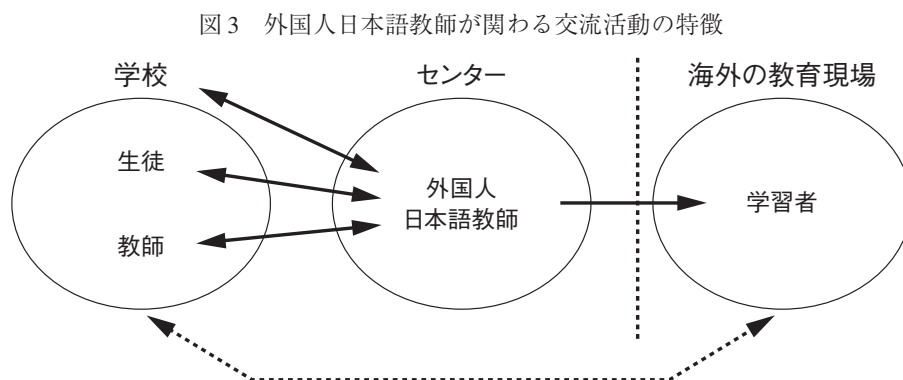 図3 外国人日本語教師が関わる交流活動の特徴
学校
センター
海外の教育現場
生徒
教師
外国人
日本語教師
学習者